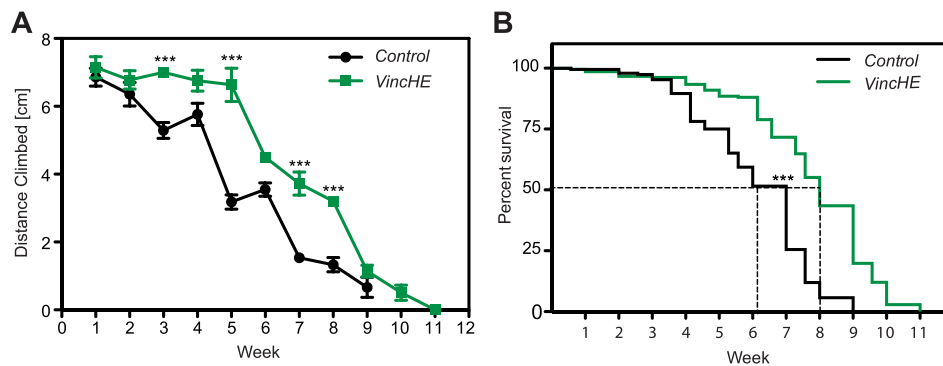 A
8
6
4
2
0
Distance Climbed [cm]
***
***
***
***
Control
VincHE
0 1 2 3 4 5 6 7 8 9 10 11 12
Week
B
100
75
50
25
0
Percent survival
Control
VincHE
***
1 2 3 4 5 6 7 8 9 10 11
Week